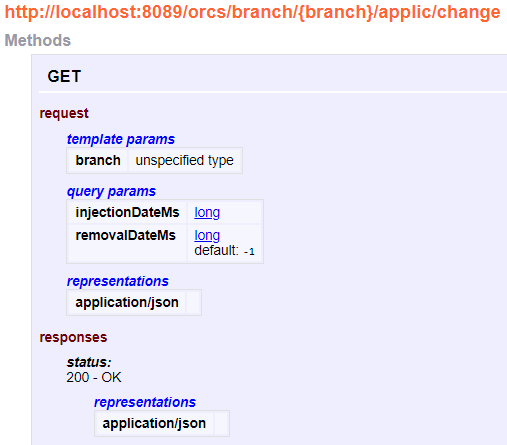 http://localhost:8089/orcs/branch/{branch}/applic/change
Methods
GET
request
template params
branch unspecified type
query params
injectionDateMs long
removalDateMs long
default: -1
representations
application/json
responses
status:
200 - OK
representations
application/json